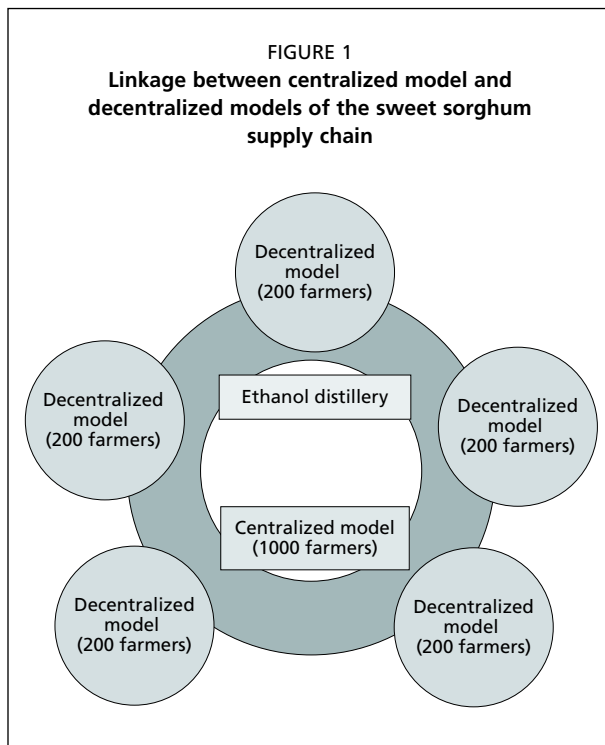 FIGURE 1
Linkage between centralized model and
decentralized models of the sweet sorghum
supply chain
Decentralized
model
(200 farmers)
Ethanol distillery
Decentralized
model
(200 farmers)
Decentralized
model
(200 farmers)
Centralized model
(1000 farmers)
Decentralized
model
(200 farmers)
Decentralized
model
(200 farmers)